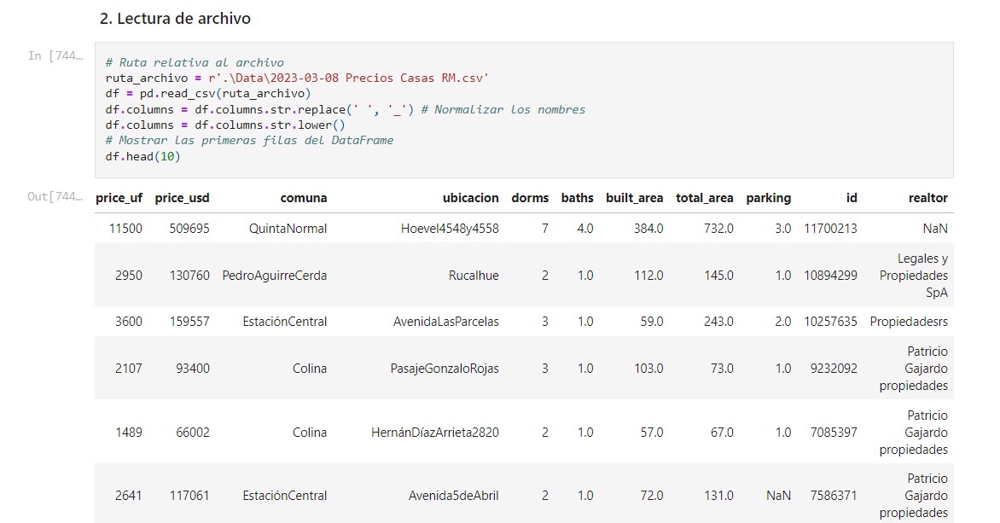 2. Lectura de archivo
In [744…
# Ruta relativa al archivo
ruta_archivo = r'.\Data\2023-03-08 Precios Casas RM.csv'
df = pd.read_csv(ruta_archivo)
df.columns = df.columns.str.replace(' ', '_') # Normalizar los nombres
df.columns = df.columns.str.lower()
# Mostrar las primeras filas del DataFrame
df.head(10)
Out[744…
price_uf price_usd comuna ubicacion dorms baths built_area total_area parking id realtor
11500 509695 QuintaNormal Hoevel4548y4558 7 4.0 384.0 732.0 3.0 11700213 NaN
2950 130760 PedroAguirreCerda Rucalhue 2 1.0 112.0 145.0 1.0 10894299 Legales y
Propiedades
SpA
3600 159557 EstaciónCentral AvenidaLasParcelas 3 1.0 59.0 243.0 2.0 10257635 Propiedadesrs
2107 93400 Colina PasajeGonzaloRojas 3 1.0 103.0 73.0 1.0 9232092 Patricio
Gajardo
propiedades
1489 66002 Colina HernánDíazArrieta2820 2 1.0 57.0 67.0 1.0 7085397 Patricio
Gajardo
propiedades
2641 117061 EstaciónCentral Avenida5deAbril 2 1.0 72.0 131.0 NaN 7586371 Patricio
Gajardo
propiedades